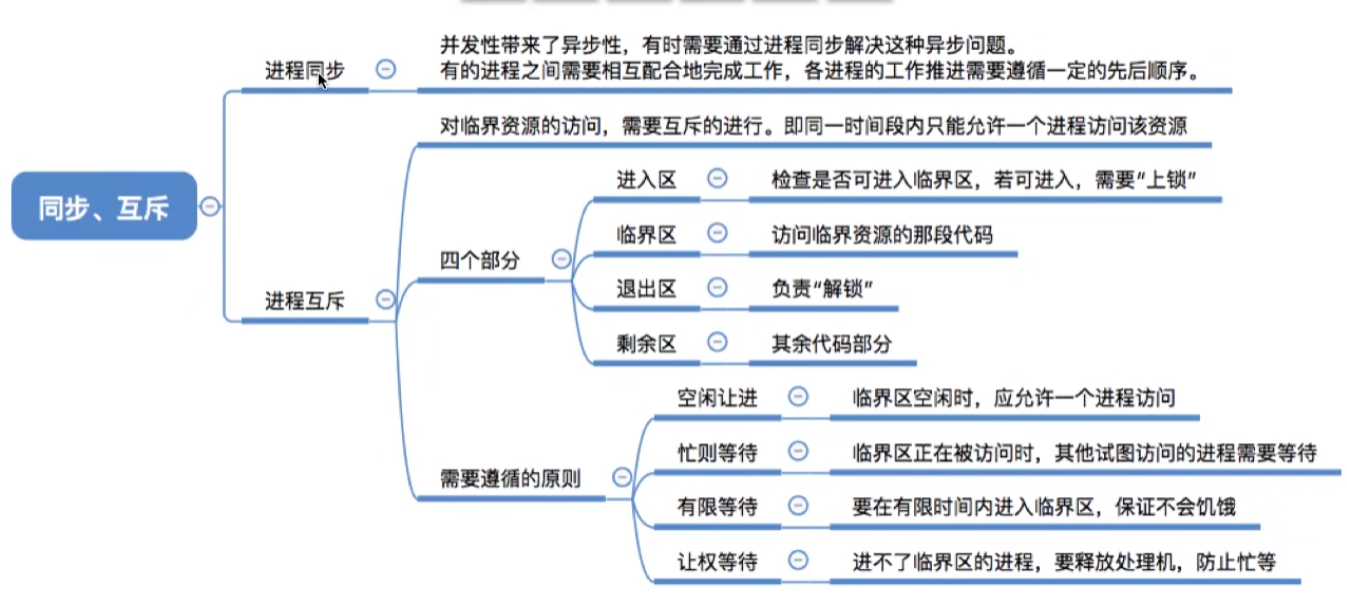 同步、互斥
进程同步
并发性带来了异步性，有时需要通过进程同步解决这种异步问题。
有的进程之间需要相互配合地完成工作，各进程的工作推进需要遵循一定的先后顺序。
进程互斥
对临界资源的访问，需要互斥的进行。即同一时间段内只能允许一个进程访问该资源
四个部分
进入区
检查是否可进入临界区，若可进入，需要“上锁”
临界区
访问临界资源的那段代码
退出区
负责“解锁”
剩余区
其余代码部分
需要遵循的原则
空闲让进
临界区空闲时，应允许一个进程访问
忙则等待
临界区正在被访问时，其他试图访问的进程需要等待
有限等待
要在有限时间内进入临界区，保证不会饥饿
让权等待
进不了临界区的进程，要释放处理机，防止忙等